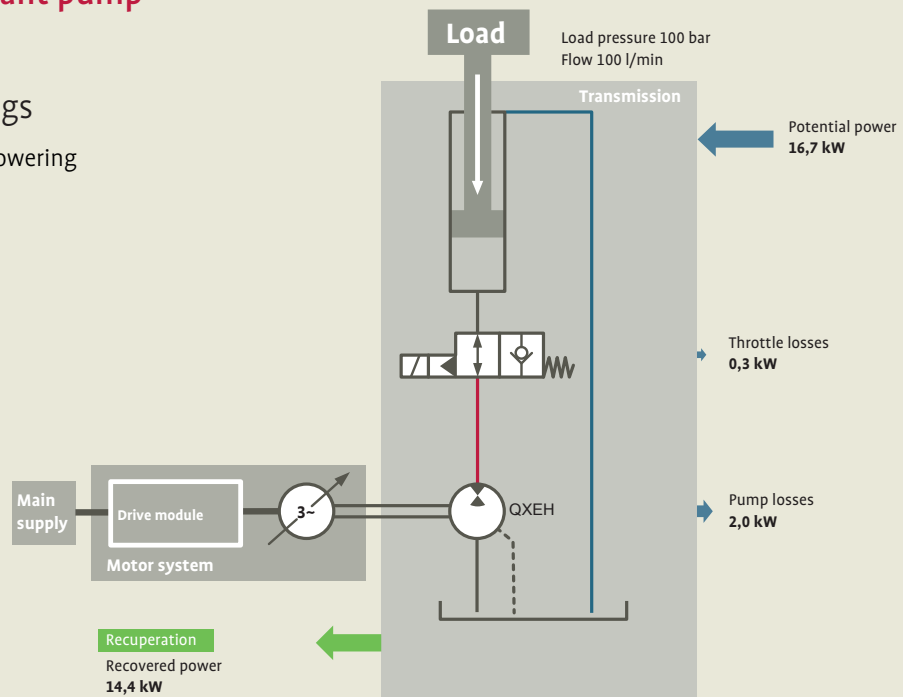 pump
gs
Load
Load pressure 100 bar
Flow 100 l/min
Transmission
Potential power
16,7 kW
Throttle losses
0,3 kW
Main
supply
Drive module
3~
QXEH
Pump losses
2,0 kW
Motor system
Recuperation
Recovered power
14,4 kW